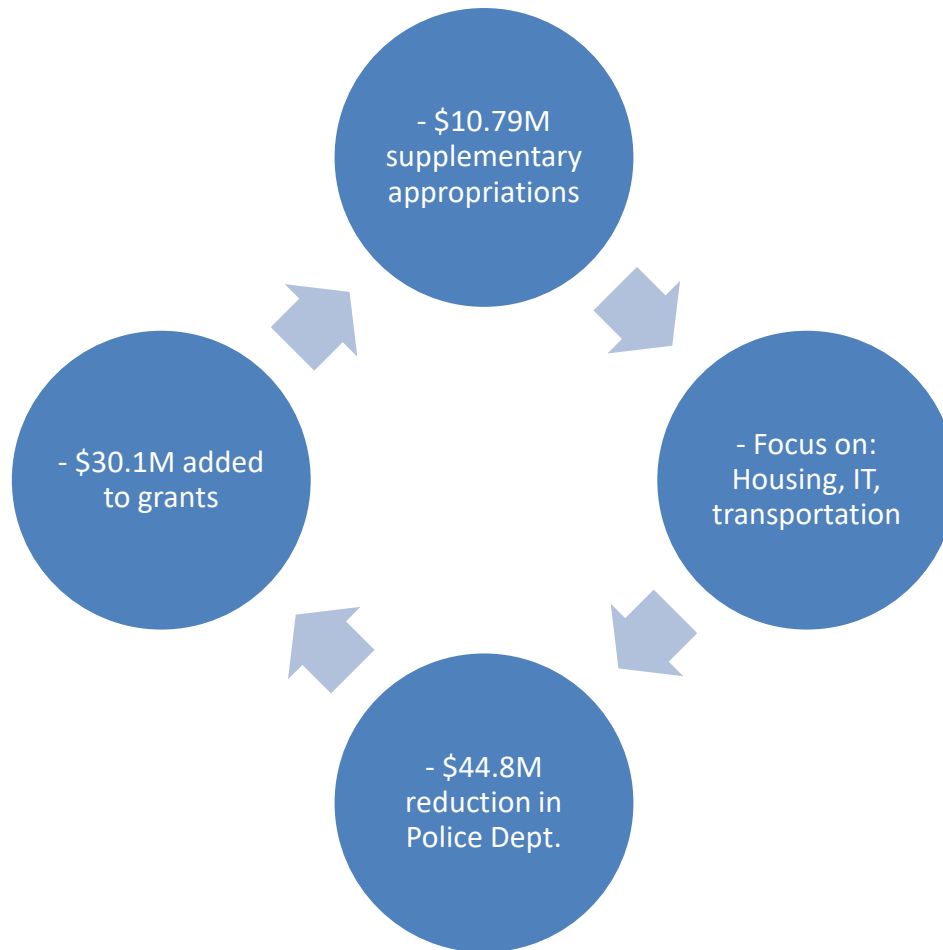 - $10.79M
supplementary
appropriations
- Focus on:
Housing, IT,
transportation
- $44.8M
reduction in
Police Dept.
- $30.1M added
to grants